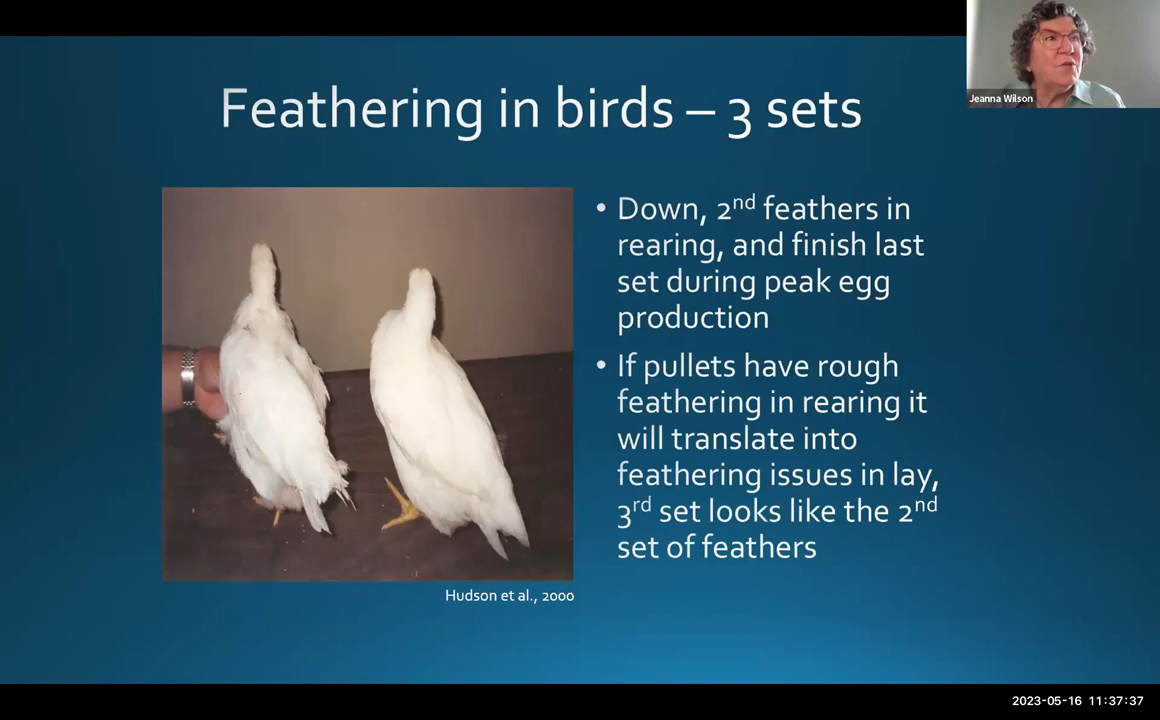 Jeanna Wilson
Feathering in birds – 3 sets
• Down, 2nd feathers in
rearing, and finish last
set during peak egg
production
• If pullets have rough
feathering in rearing it
will translate into
feathering issues in lay,
3rd set looks like the 2nd
set of feathers
Hudson et al., 2000
2023-05-16 11:37:37